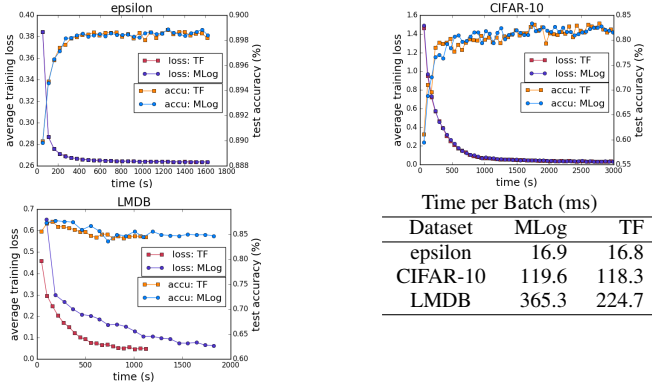 epsilon
average training loss
0.40
0.38
0.36
0.34
0.32
0.30
0.28
0.26
0.900
0.898
0.896
0.894
0.892
0.890
0.888
test accuracy (%)
loss: TF
loss: MLog
accu: TF
accu: MLog
0 200 400 600 800 1000 1200 1400 1600 1800
time (s)
CIFAR-10
average training loss
1.6
1.4
1.2
1.0
0.8
0.6
0.4
0.2
0.0
0.85
0.80
0.75
0.70
0.65
0.60
0.55
test accuracy (%)
loss: TF
loss: MLog
accu: TF
accu: MLog
0 500 1000 1500 2000 2500 3000
time (s)
LMDB
average training loss
0.7
0.6
0.5
0.4
0.3
0.2
0.1
0.0
0.85
0.80
0.75
0.70
0.65
0.60
test accuracy (%)
loss: TF
loss: MLog
accu: TF
accu: MLog
0 500 1000 1500 2000
time (s)
Time per Batch (ms)
Dataset MLog TF
epsilon 16.9 16.8
CIFAR-10 119.6 118.3
LMDB 365.3 224.7